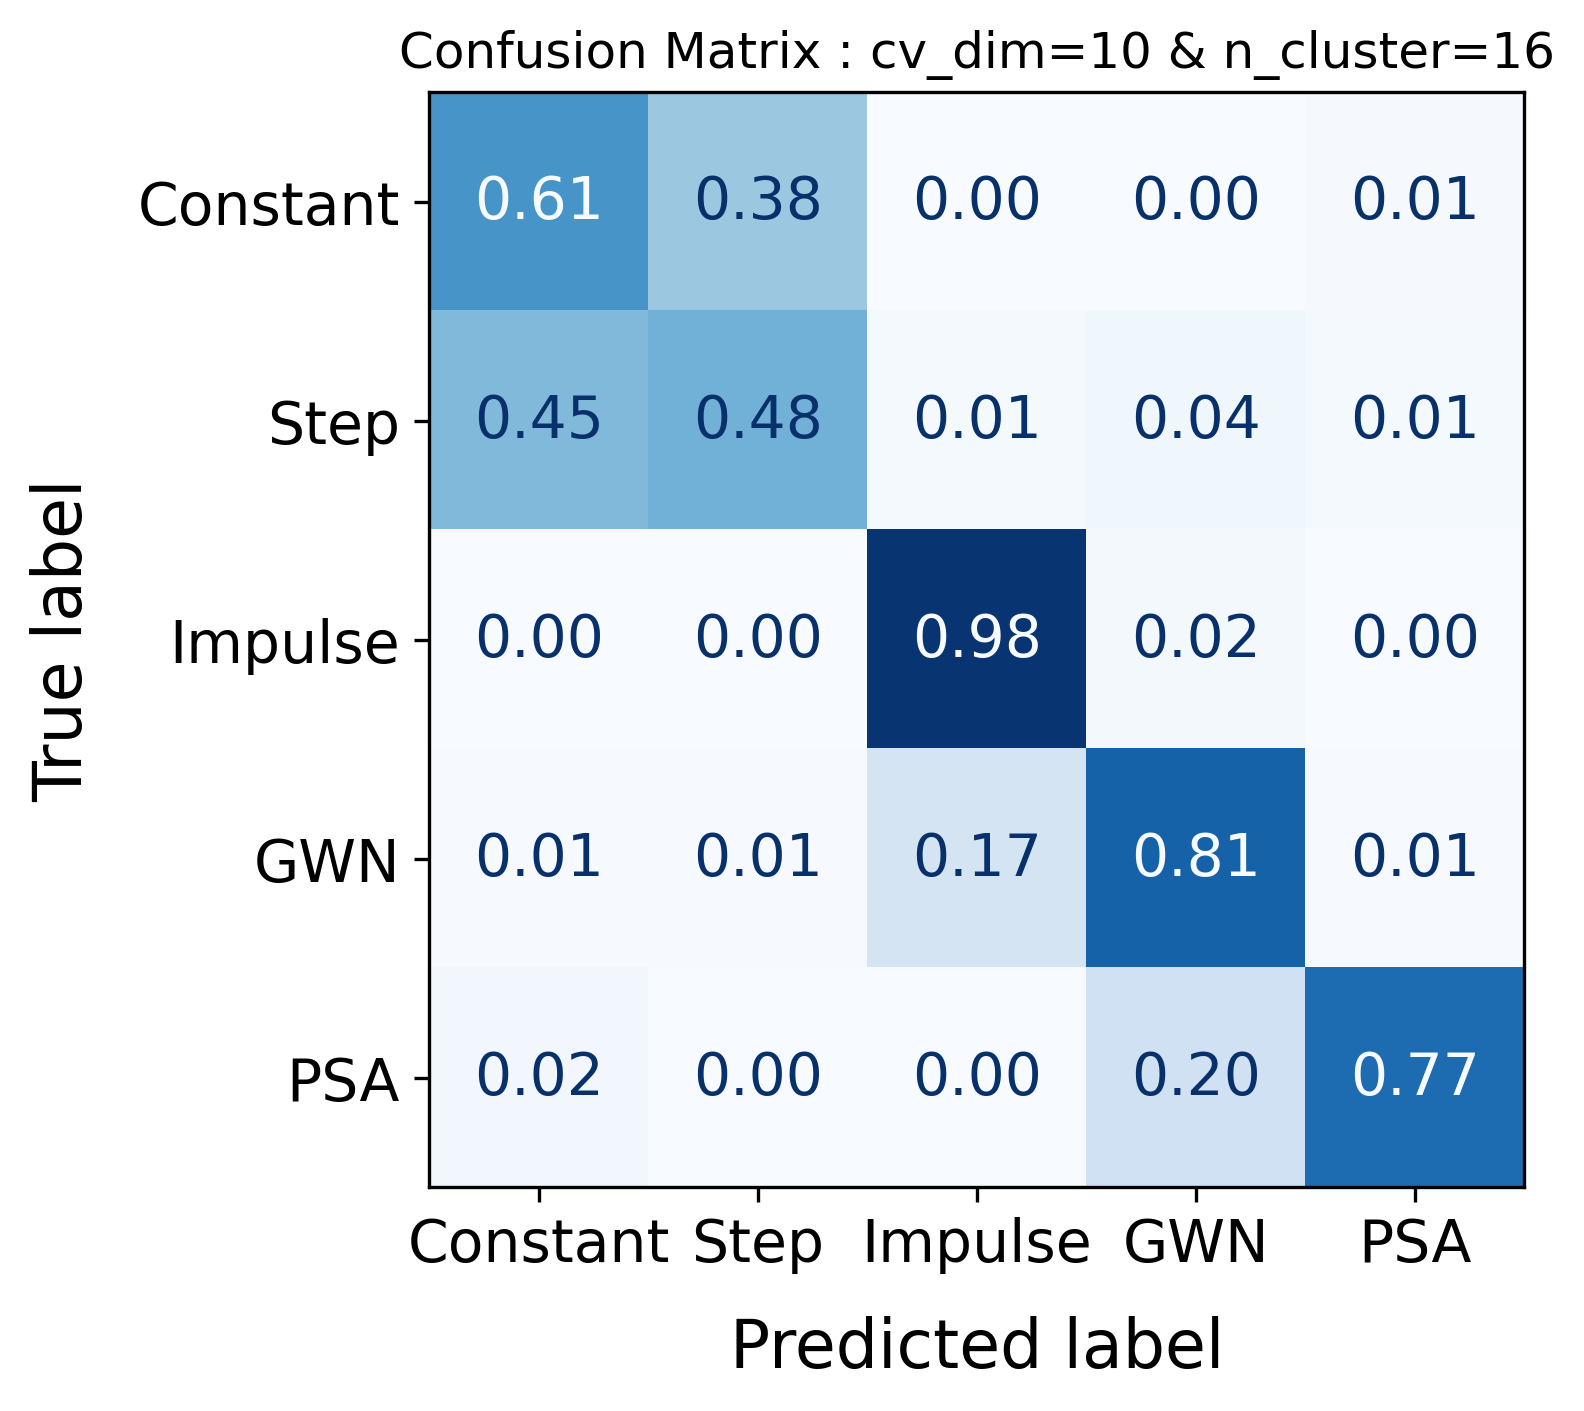 Confusion Matrix : cv_dim=10 & n_cluster=16
True label
Constant 0.61 0.38 0.00 0.00 0.01
Step 0.45 0.48 0.01 0.04 0.01
Impulse 0.00 0.00 0.98 0.02 0.00
GWN 0.01 0.01 0.17 0.81 0.01
PSA 0.02 0.00 0.00 0.20 0.77
Constant Step Impulse GWN PSA
Predicted label